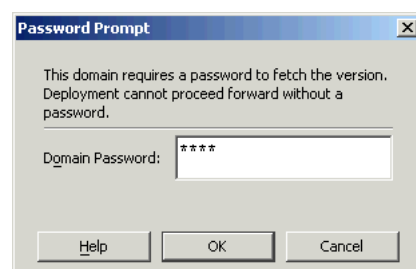 Password Prompt
This domain requires a password to fetch the version.
Deployment cannot proceed forward without a
password.
Domain Password:
****
Help
OK
Cancel